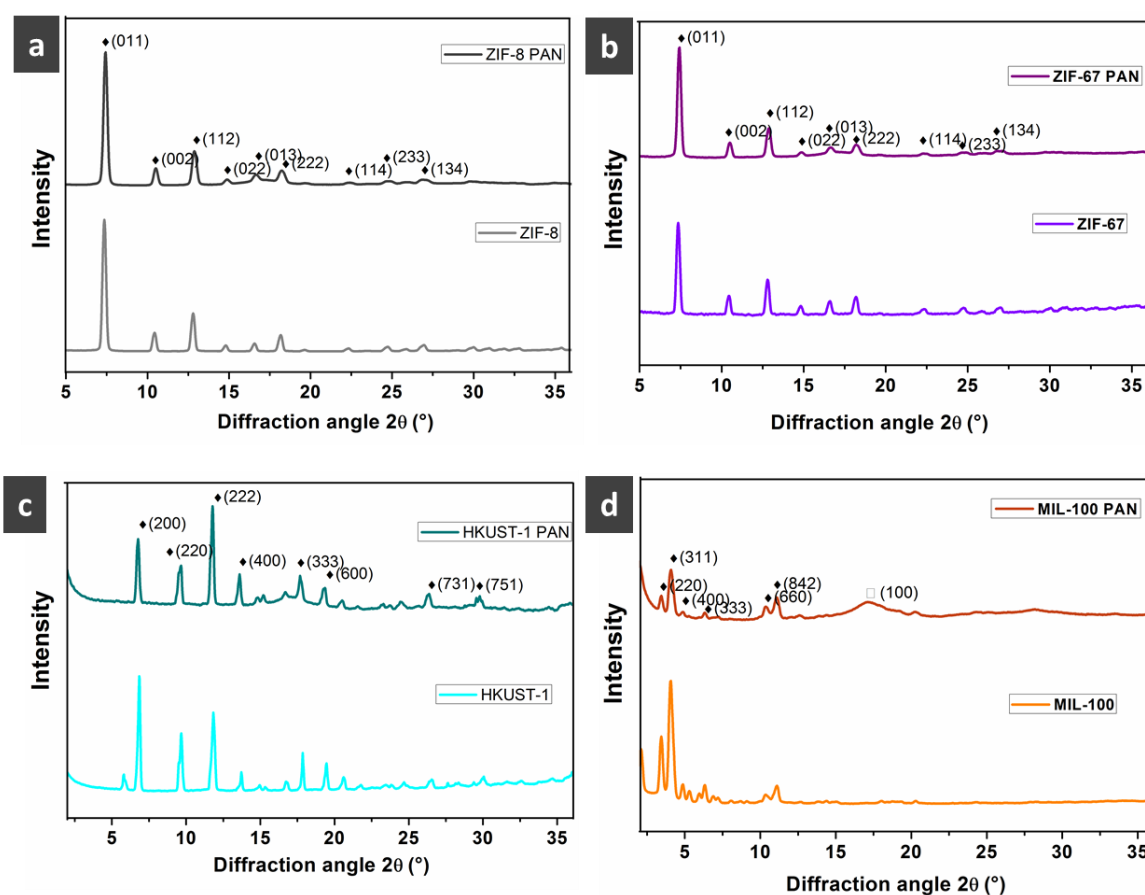 a
◆ (011)
ZIF-8 PAN
◆ (112)
◆ (002)
◆ (022)
◆ (013)
◆ (222)
◆ (114)
◆ (233)
◆ (134)
ZIF-8
Intensity
5 10 15 20 25 30 35
Diffraction angle 2θ (°)
b
◆ (011)
ZIF-67 PAN
◆ (002)
◆ (112)
◆ (022)
◆ (013)
◆ (222)
◆ (114)
◆ (233)
◆ (134)
ZIF-67
Intensity
5 10 15 20 25 30 35
Diffraction angle 2θ (°)
c
◆ (222)
◆ (200)
◆ (220)
HKUST-1 PAN
◆ (400)
◆ (333)
◆ (600)
◆ (731)
◆ (751)
HKUST-1
Intensity
5 10 15 20 25 30 35
Diffraction angle 2θ (°)
d
MIL-100 PAN
◆ (311)
◆ (220)
◆ (400)
◆ (333)
◆ (842)
◆ (660)
□ (100)
MIL-100
Intensity
5 10 15 20 25 30 35
Diffraction angle 2θ (°)